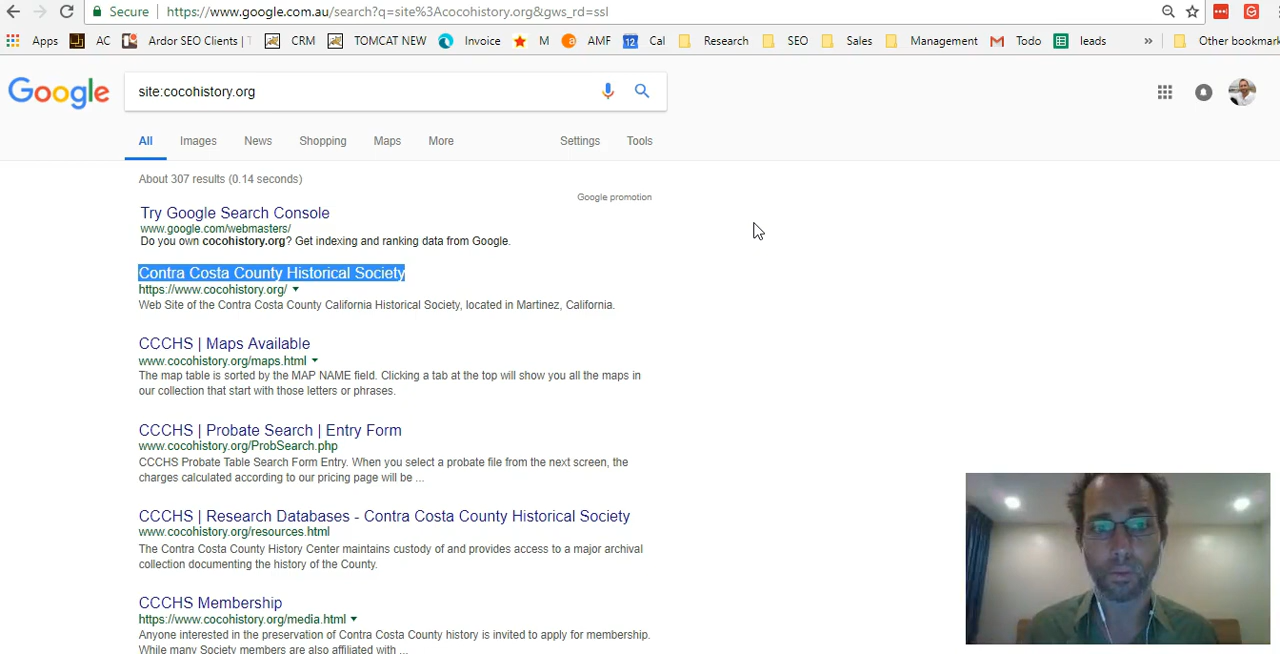 Secure https://www.google.com.au/search?q=site%3Acocohistory.org&gws_rd=ssl
Apps AC Ardor SEO Clients | T CRM TOMCAT NEW Invoice M AMF 12 Cal Research SEO Sales Management Todo leads » Other bookmark
Google site:cocohistory.org
All Images News Shopping Maps More Settings Tools
About 307 results (0.14 seconds)
Google promotion
Try Google Search Console
www.google.com/webmasters/
Do you own cocohistory.org? Get indexing and ranking data from Google.
Contra Costa County Historical Society
https://www.cocohistory.org/
Web Site of the Contra Costa County California Historical Society, located in Martinez, California.
CCCHS | Maps Available
www.cocohistory.org/maps.html
The map table is sorted by the MAP NAME field. Clicking a tab at the top will show you all the maps in
our collection that start with those letters or phrases.
CCCHS | Probate Search | Entry Form
www.cocohistory.org/ProbSearch.php
CCCHS Probate Table Search Form Entry. When you select a probate file from the next screen, the
charges calculated according to our pricing page will be ...
CCCHS | Research Databases - Contra Costa County Historical Society
www.cocohistory.org/resources.html
The Contra Costa County History Center maintains custody of and provides access to a major archival
collection documenting the history of the County.
CCCHS Membership
https://www.cocohistory.org/media.html
Anyone interested in the preservation of Contra Costa County history is invited to apply for membership.
While many Society members are also affiliated with ...